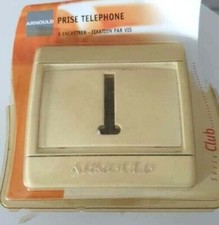 ARNOULD
PRISE TELEPHONE
A ENCASTRER - FIXATION PAR VIS
ARNOULD
Club